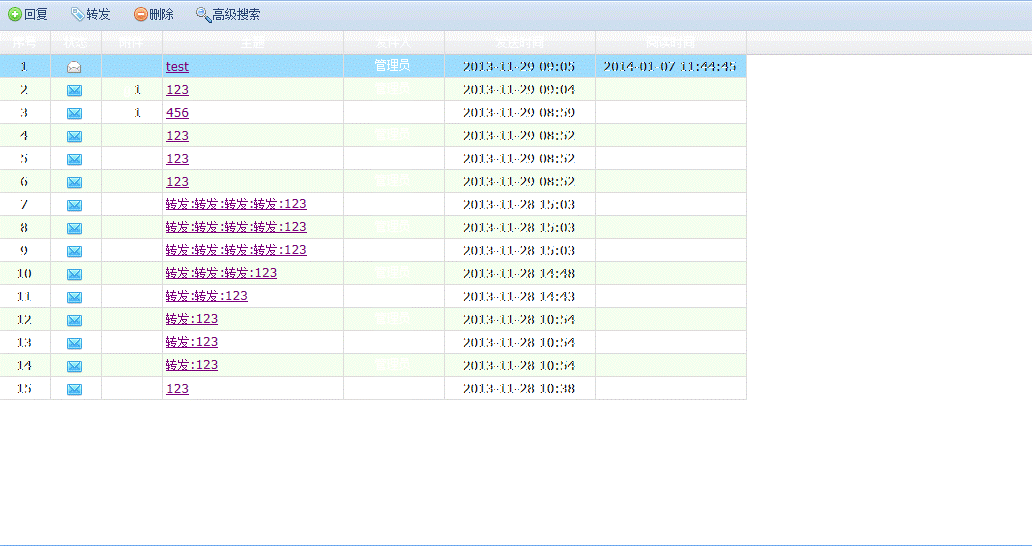 回复 转发 删除 高级搜索
序号 状态 附件 主题 发件人 发送时间 阅读时间
1 test 管理员 2013-11-29 09:05 2014-01-07 11:44:45
2 1 123 管理员 2013-11-29 09:04
3 1 456 2013-11-29 08:59
4 123 管理员 2013-11-29 08:52
5 123 2013-11-29 08:52
6 123 管理员 2013-11-29 08:52
7 转发:转发:转发:转发:123 2013-11-28 15:03
8 转发:转发:转发:转发:123 管理员 2013-11-28 15:03
9 转发:转发:转发:转发:123 2013-11-28 15:03
10 转发:转发:转发:123 管理员 2013-11-28 14:48
11 转发:转发:123 2013-11-28 14:43
12 转发:123 管理员 2013-11-28 10:54
13 转发:123 2013-11-28 10:54
14 转发:123 管理员 2013-11-28 10:54
15 123 2013-11-28 10:38